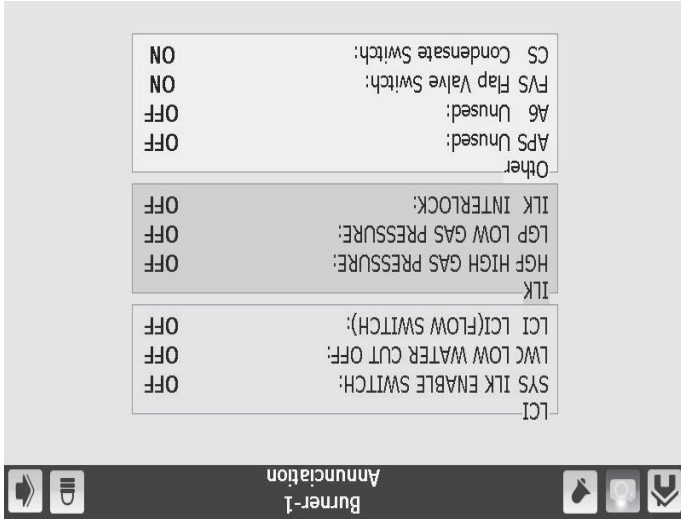 Burner-1
Annunciation
LCI
SYS ILK ENABLE SWITCH: OFF
LWC LOW WATER CUT OFF: OFF
LCI LCI(FLOW SWITCH): OFF
ILK
HGP HIGH GAS PRESSURE: OFF
LGP LOW GAS PRESSURE: OFF
ILK INTERLOCK: OFF
Other
APS Unused: OFF
A6 Unused: OFF
FVS Flap Valve Switch: ON
CS Condensate Switch: ON